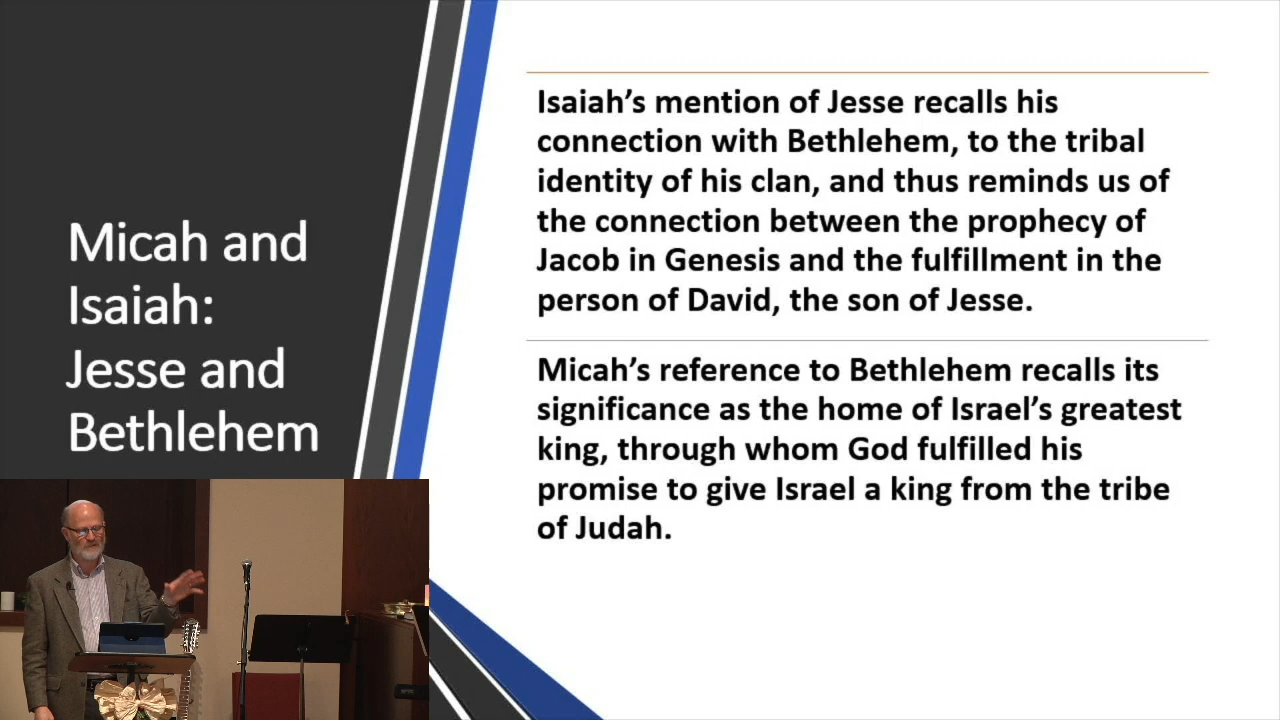 Micah and
Isaiah:
Jesse and
Bethlehem
Isaiah’s mention of Jesse recalls his
connection with Bethlehem, to the tribal
identity of his clan, and thus reminds us of
the connection between the prophecy of
Jacob in Genesis and the fulfillment in the
person of David, the son of Jesse.
Micah’s reference to Bethlehem recalls its
significance as the home of Israel’s greatest
king, through whom God fulfilled his
promise to give Israel a king from the tribe
of Judah.